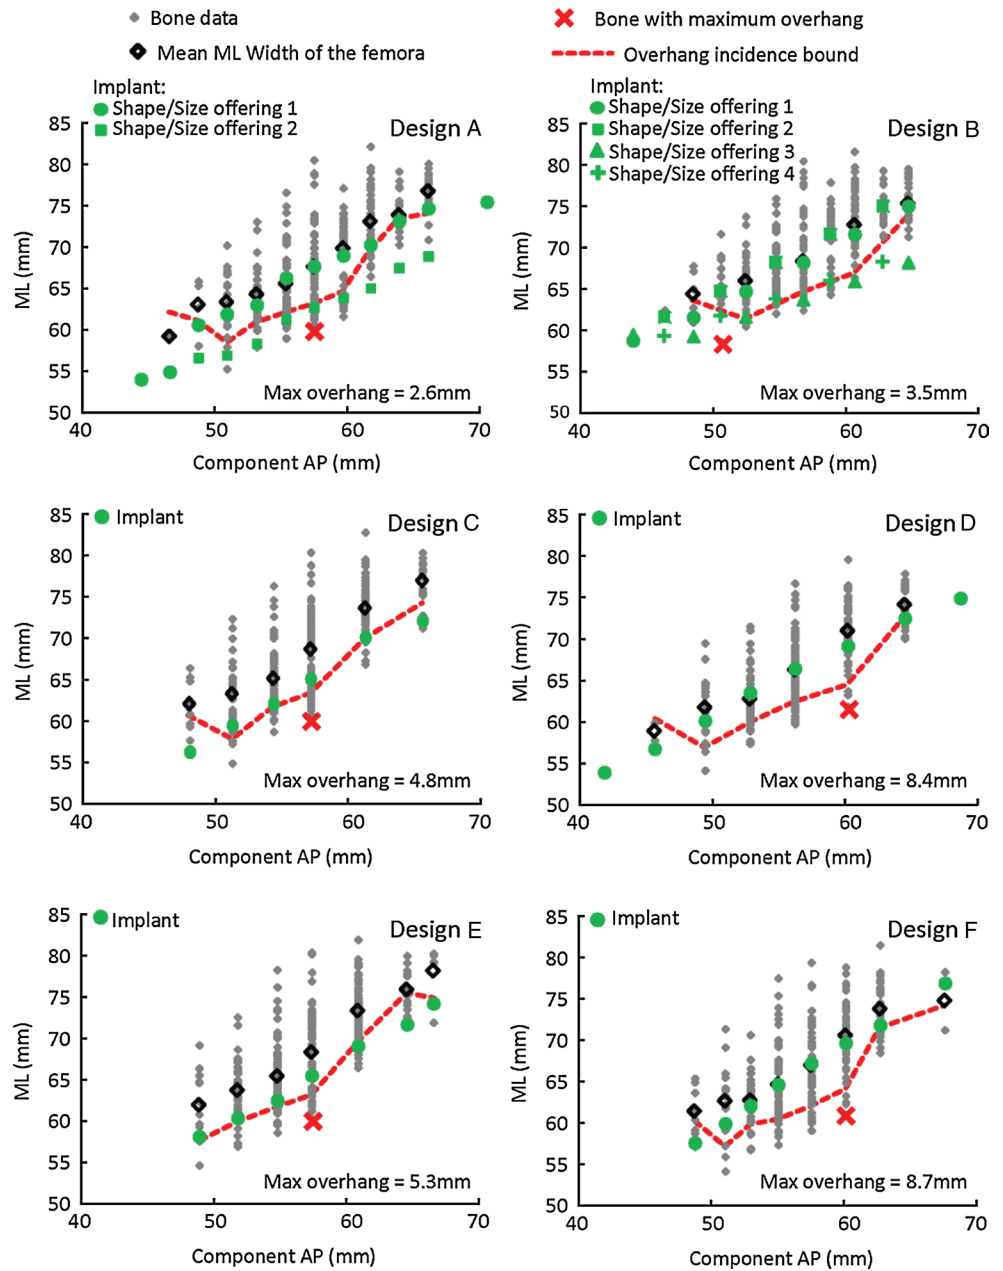 Bone data
Mean ML Width of the femora
Bone with maximum overhang
Overhang incidence bound
Implant:
Shape/Size offering 1
Shape/Size offering 2
Design A
85
80
75
70
65
60
55
50
ML (mm)
Max overhang = 2.6mm
40 50 60 70
Component AP (mm)
Implant:
Shape/Size offering 1
Shape/Size offering 2
Shape/Size offering 3
Shape/Size offering 4
Design B
85
80
75
70
65
60
55
50
ML (mm)
Max overhang = 3.5mm
40 50 60 70
Component AP (mm)
Implant
Design C
85
80
75
70
65
60
55
50
ML (mm)
Max overhang = 4.8mm
40 50 60 70
Component AP (mm)
Implant
Design D
85
80
75
70
65
60
55
50
ML (mm)
Max overhang = 8.4mm
40 50 60 70
Component AP (mm)
Implant
Design E
85
80
75
70
65
60
55
50
ML (mm)
Max overhang = 5.3mm
40 50 60 70
Component AP (mm)
Implant
Design F
85
80
75
70
65
60
55
50
ML (mm)
Max overhang = 8.7mm
40 50 60 70
Component AP (mm)